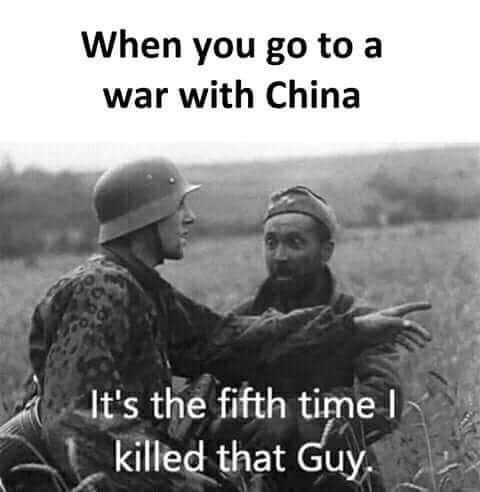 When you go to a
war with China
It's the fifth time I
killed that Guy.